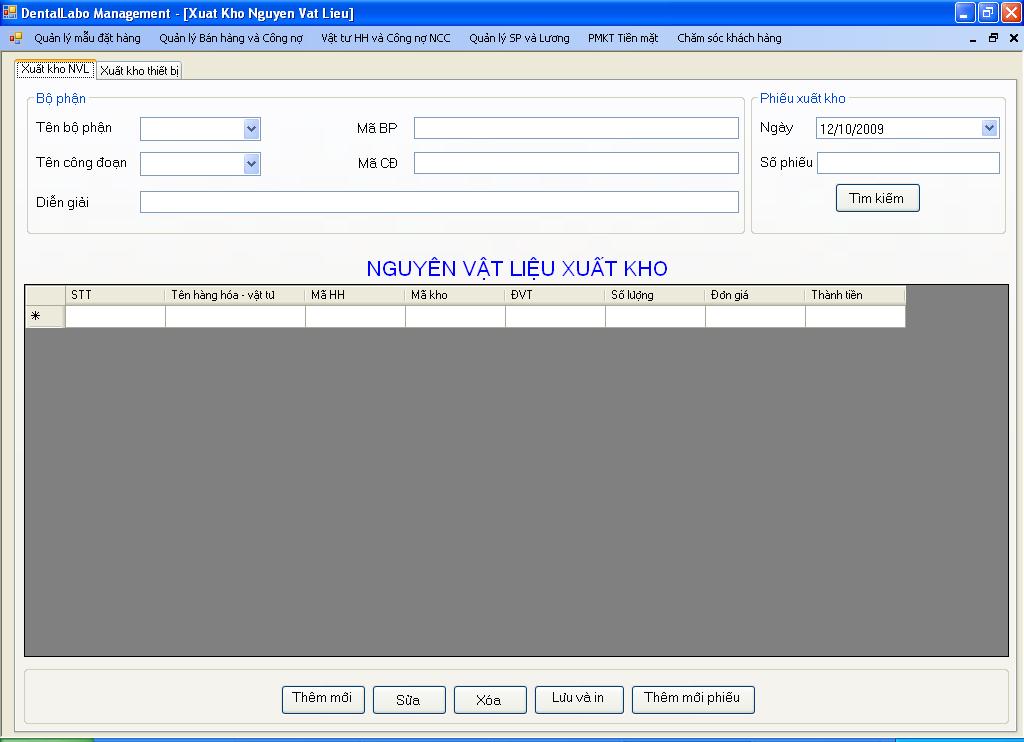 DentalLabo Management - [Xuat Kho Nguyen Vat Lieu]
Quản lý mẫu đặt hàng Quản lý Bán hàng và Công nợ Vật tư HH và Công nợ NCC Quản lý SP và Lương PMKT Tiền mặt Chăm sóc khách hàng
Xuất kho NVL Xuất kho thiết bị
Bộ phận Phiếu xuất kho
Tên bộ phận Mã BP Ngày 12/10/2009
Tên công đoạn Mã CĐ Số phiếu
Diễn giải Tìm kiếm
NGUYÊN VẬT LIỆU XUẤT KHO
STT Tên hàng hóa - vật tư Mã HH Mã kho ĐVT Số lượng Đơn giá Thành tiền
Thêm mới Sửa Xóa Lưu và in Thêm mới phiếu